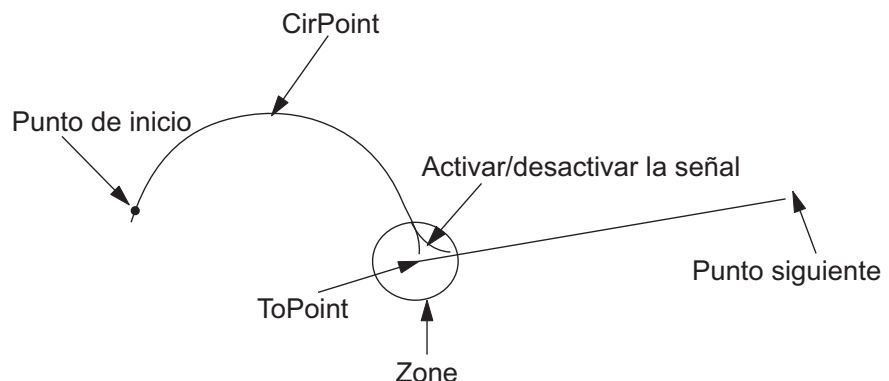 CirPoint
Punto de inicio
Activar/desactivar la señal
Punto siguiente
ToPoint
Zone